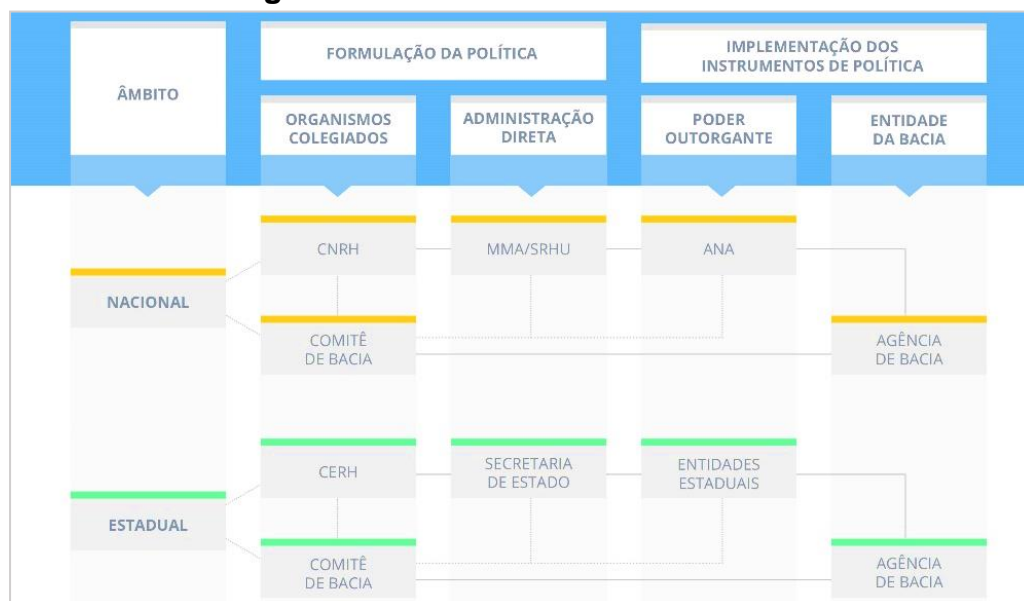 ÂMBITO
FORMULAÇÃO DA POLÍTICA
IMPLEMENTAÇÃO DOS
INSTRUMENTOS DE POLÍTICA
ORGANISMOS
COLEGIADOS
ADMINISTRAÇÃO
DIRETA
PODER
OUTORGANTE
ENTIDADE
DA BACIA
NACIONAL
CNRH
MMA/SRHU
ANA
COMITÊ
DE BACIA
AGÊNCIA
DE BACIA
ESTADUAL
CERH
SECRETARIA
DE ESTADO
ENTIDADES
ESTADUAIS
COMITÊ
DE BACIA
AGÊNCIA
DE BACIA